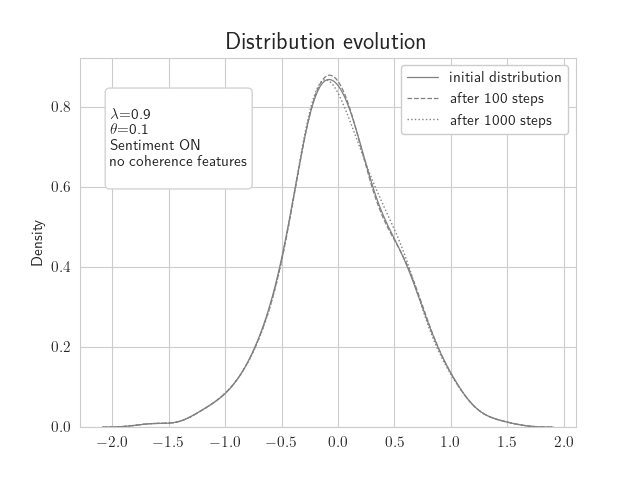 Distribution evolution
initial distribution
after 100 steps
after 1000 steps
λ=0.9
θ=0.1
Sentiment ON
no coherence features
Density
0.8
0.6
0.4
0.2
0.0
−2.0 −1.5 −1.0 −0.5 0.0 0.5 1.0 1.5 2.0